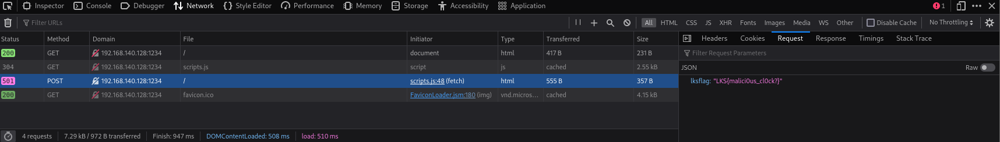 Inspector Console Debugger Network Style Editor Performance Memory Storage Accessibility Application 1
Filter URLs All HTML CSS JS XHR Fonts Images Media WS Other Disable Cache No Throttling
Status Method Domain File Initiator Type Transferred Size Headers Cookies Request Response Timings Stack Trace
200 GET 192.168.140.128:1234 / document html 417 B 231 B
Filter Request Parameters
304 GET 192.168.140.128:1234 scripts.js script js cached 2.55 kB
JSON Raw
501 POST 192.168.140.128:1234 / scripts.js:48 (fetch) html 555 B 357 B
lksflag: "LKS{malici0us_cl0ck?}"
200 GET 192.168.140.128:1234 favicon.ico FaviconLoader.jsm:180 (img) vnd.micros... cached 4.15 kB
4 requests 7.29 kB / 972 B transferred Finish: 947 ms DOMContentLoaded: 508 ms load: 510 ms